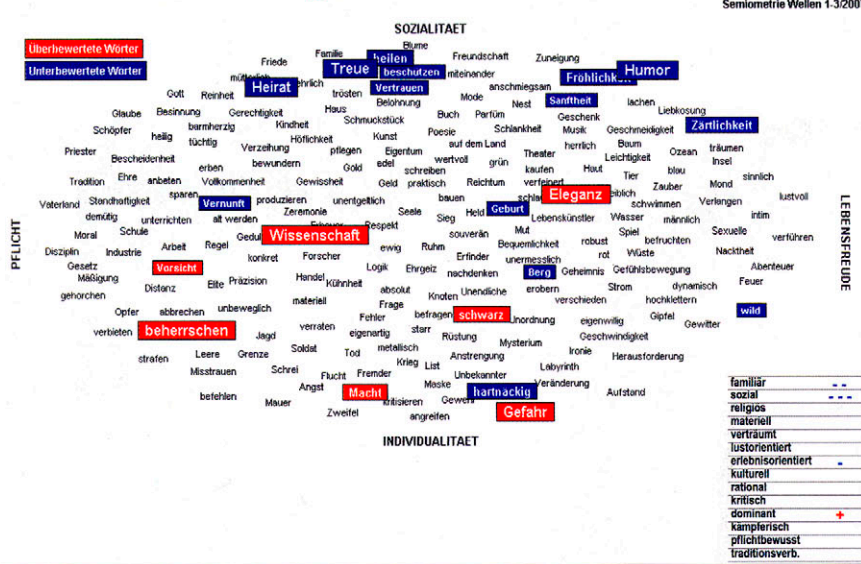 Semiometrie Wellen 1-3/200
SOZIALITAET
Überbewertete Wörter
Unterbewertete Wörter
Blume
Familie
Friede
heilen
Freundschaft
Zuneigung
Treue
beschützen
miteinander
Fröhlichkeit
Humor
Heirat
Vertrauen
anschmiegsam
Gott
Reinheit
trösten
Mode
Nest
Sanftheit
lachen
Liebkosung
Glaube
Besinnung
Gerechtigkeit
Haus
Belohnung
Buch
Parfüm
Geschenk
Zärtlichkeit
Schöpfer
heilig
barmherzig
Kindheit
Schmuckstück
Poesie
Schlankheit
Musik
Geschmeidigkeit
tüchtig
Höflichkeit
Kunst
auf dem Land
herrlich
Baum
Priester
Verzeihung
pflegen
Eigentum
Theater
Leichtigkeit
Ozean
träumen
Bescheidenheit
bewundern
edel
wertvoll
grün
Insel
erben
Gold
schreiben
kaufen
Haut
Tier
blau
sinnlich
Tradition
Ehre
anbeten
Vollkommenheit
Gewissheit
Geld
praktisch
Reichtum
verfeinert
Zauber
Mond
Vaterland
Standhaftigkeit
sparen
Vernunft
produzieren
unentgeltlich
bauen
Eleganz
schwimmen
Verlangen
lustvoll
demütig
unterrichten
alt werden
Zeremonie
Seele
Sieg
Held
Geburt
Lebenskünstler
Wasser
männlich
intim
Moral
Schule
Respekt
souverän
Mut
Spiel
Sexuelle
Disziplin
Industrie
Arbeit
Regel
Wissenschaft
ewig
Ruhm
Bequemlichkeit
robust
befruchten
verführen
Gesetz
konkret
Forscher
Erfinder
unermesslich
rot
Wüste
Nacktheit
Mäßigung
Vorsicht
Logik
Ehrgeiz
nachdenken
Berg
Geheimnis
Gefühlsbewegung
Abenteuer
gehorchen
Distanz
Elite
Präzision
Handel
Kühnheit
absolut
Knoten
Unendliche
erobern
Strom
dynamisch
Feuer
Opfer
abbrechen
unbeweglich
materiell
Frage
verschieden
hochklettern
wild
verbieten
beherrschen
verraten
Fehler
befragen
schwarz
Unordnung
eigenwillig
Gipfel
Gewitter
Jagd
eigenartig
starr
Rüstung
Mysterium
Geschwindigkeit
strafen
Leere
Grenze
Soldat
Tod
metallisch
Anstrengung
Ironie
Herausforderung
Misstrauen
Schrei
Flucht
Fremder
Krieg
List
Unbekannter
Labyrinth
befehlen
Angst
Macht
Maske
hartnäckig
Veränderung
Aufstand
Mauer
Zweifel
kritisieren
Gewehr
Gefahr
angreifen
INDIVIDUALITAET
PFLICHT
LEBENSFREUDE
familiär - -
sozial - - -
religiös
materiell
verträumt
lustorientiert
erlebnisorientiert -
kulturell
rational
kritisch
dominant +
kämpferisch
pflichtbewusst
traditionsverb.